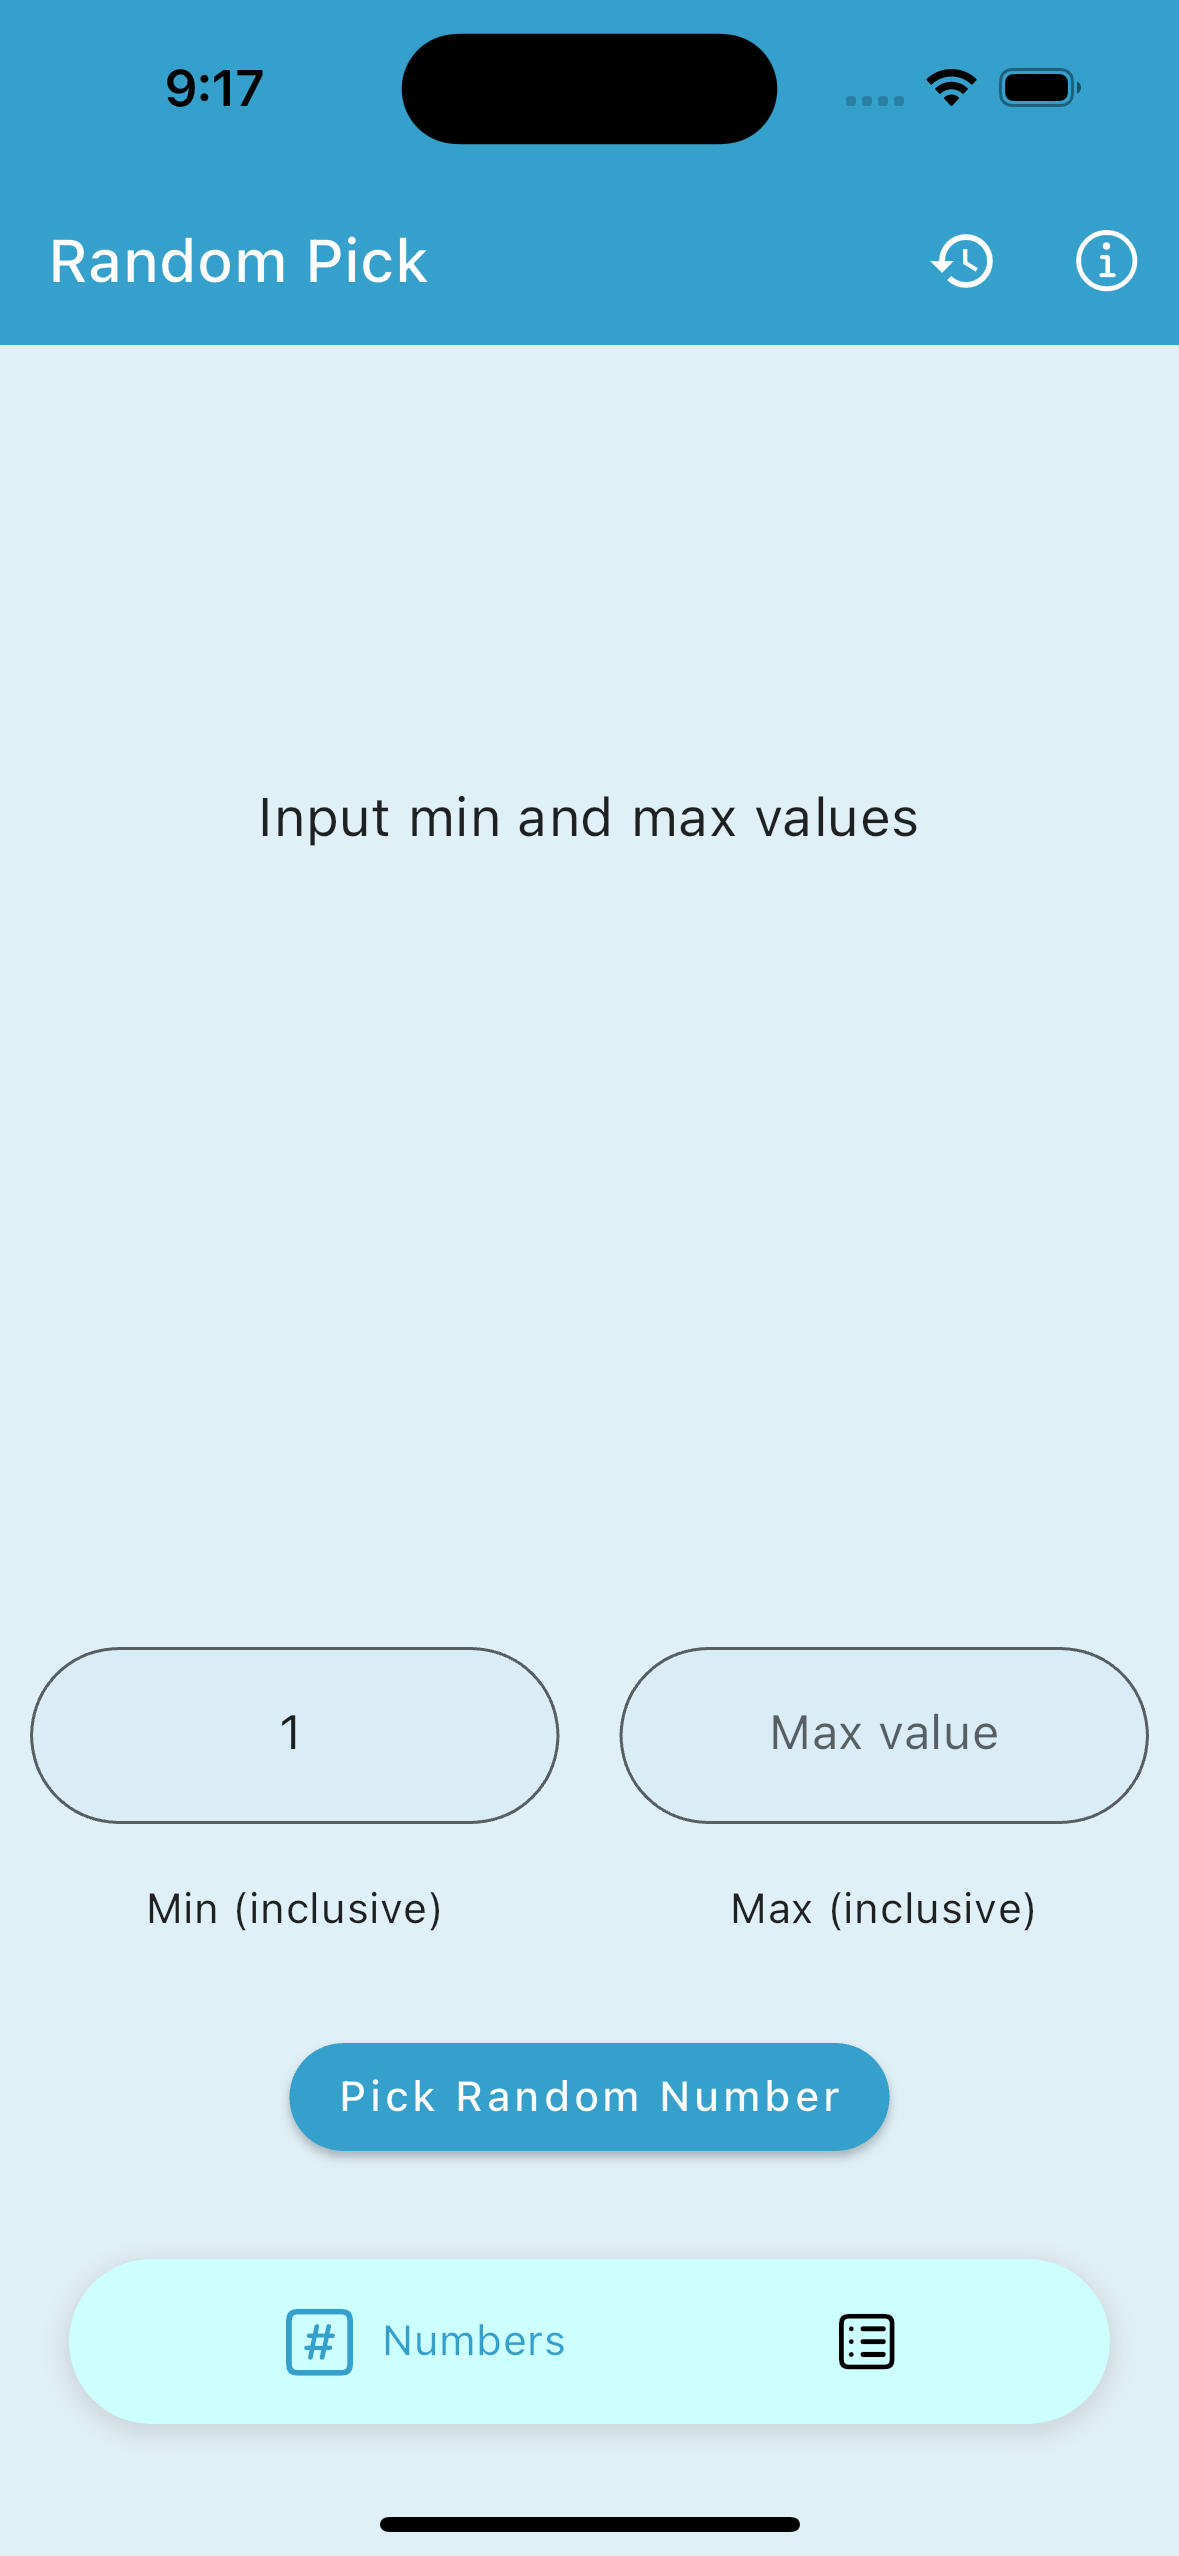 9:17
Random Pick
Input min and max values
1
Max value
Min (inclusive)
Max (inclusive)
Pick Random Number
# Numbers